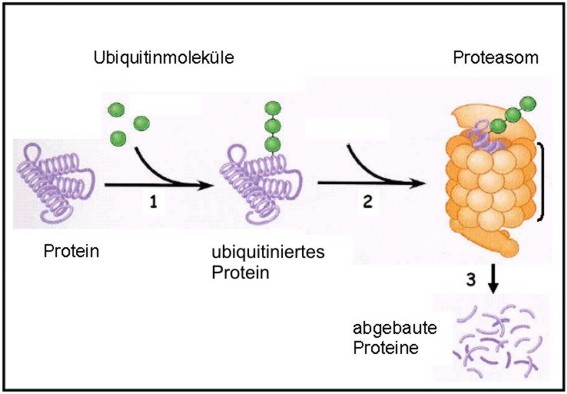 Ubiquitinmoleküle
Proteasom
1
2
Protein
ubiquitiniertes
Protein
3
abgebaute
Proteine